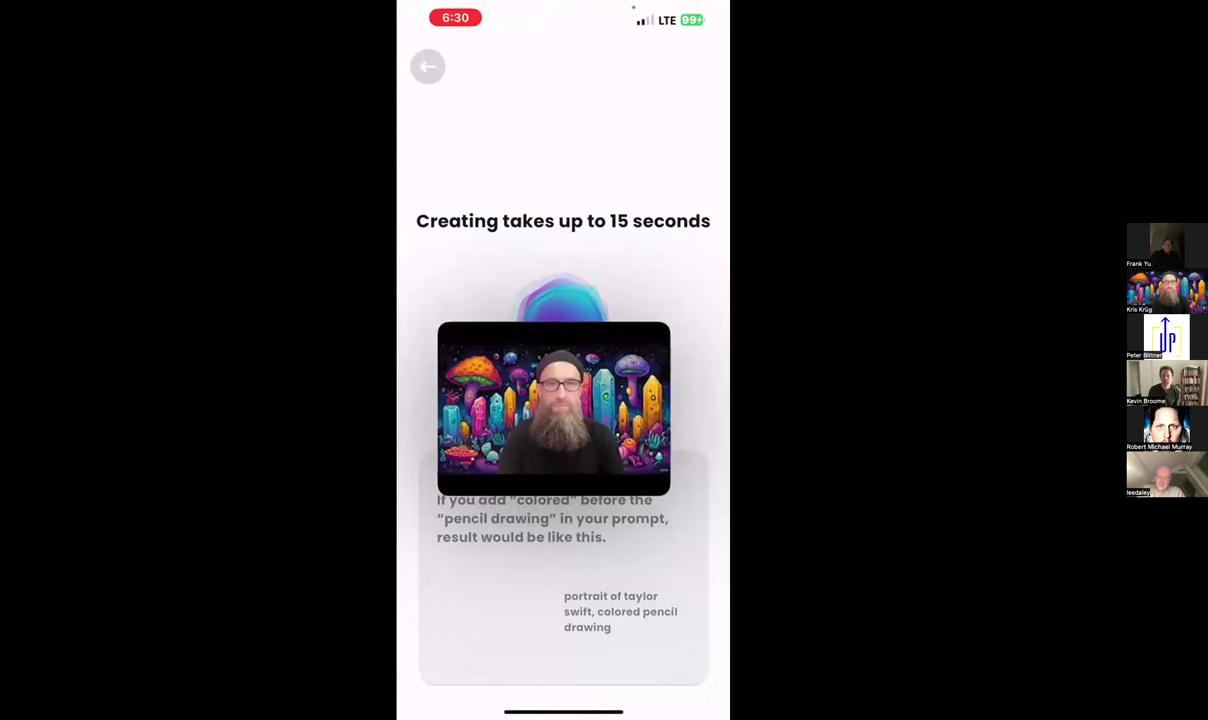 6:30
LTE 99
Creating takes up to 15 seconds
If you add "colored" before the
"pencil drawing" in your prompt,
result would be like this.
portrait of taylor
swift, colored pencil
drawing
Frank Yu
Kris Krüg
UP
Peter Bittner
Kevin Broome
Robert Michael Murray
leedaley